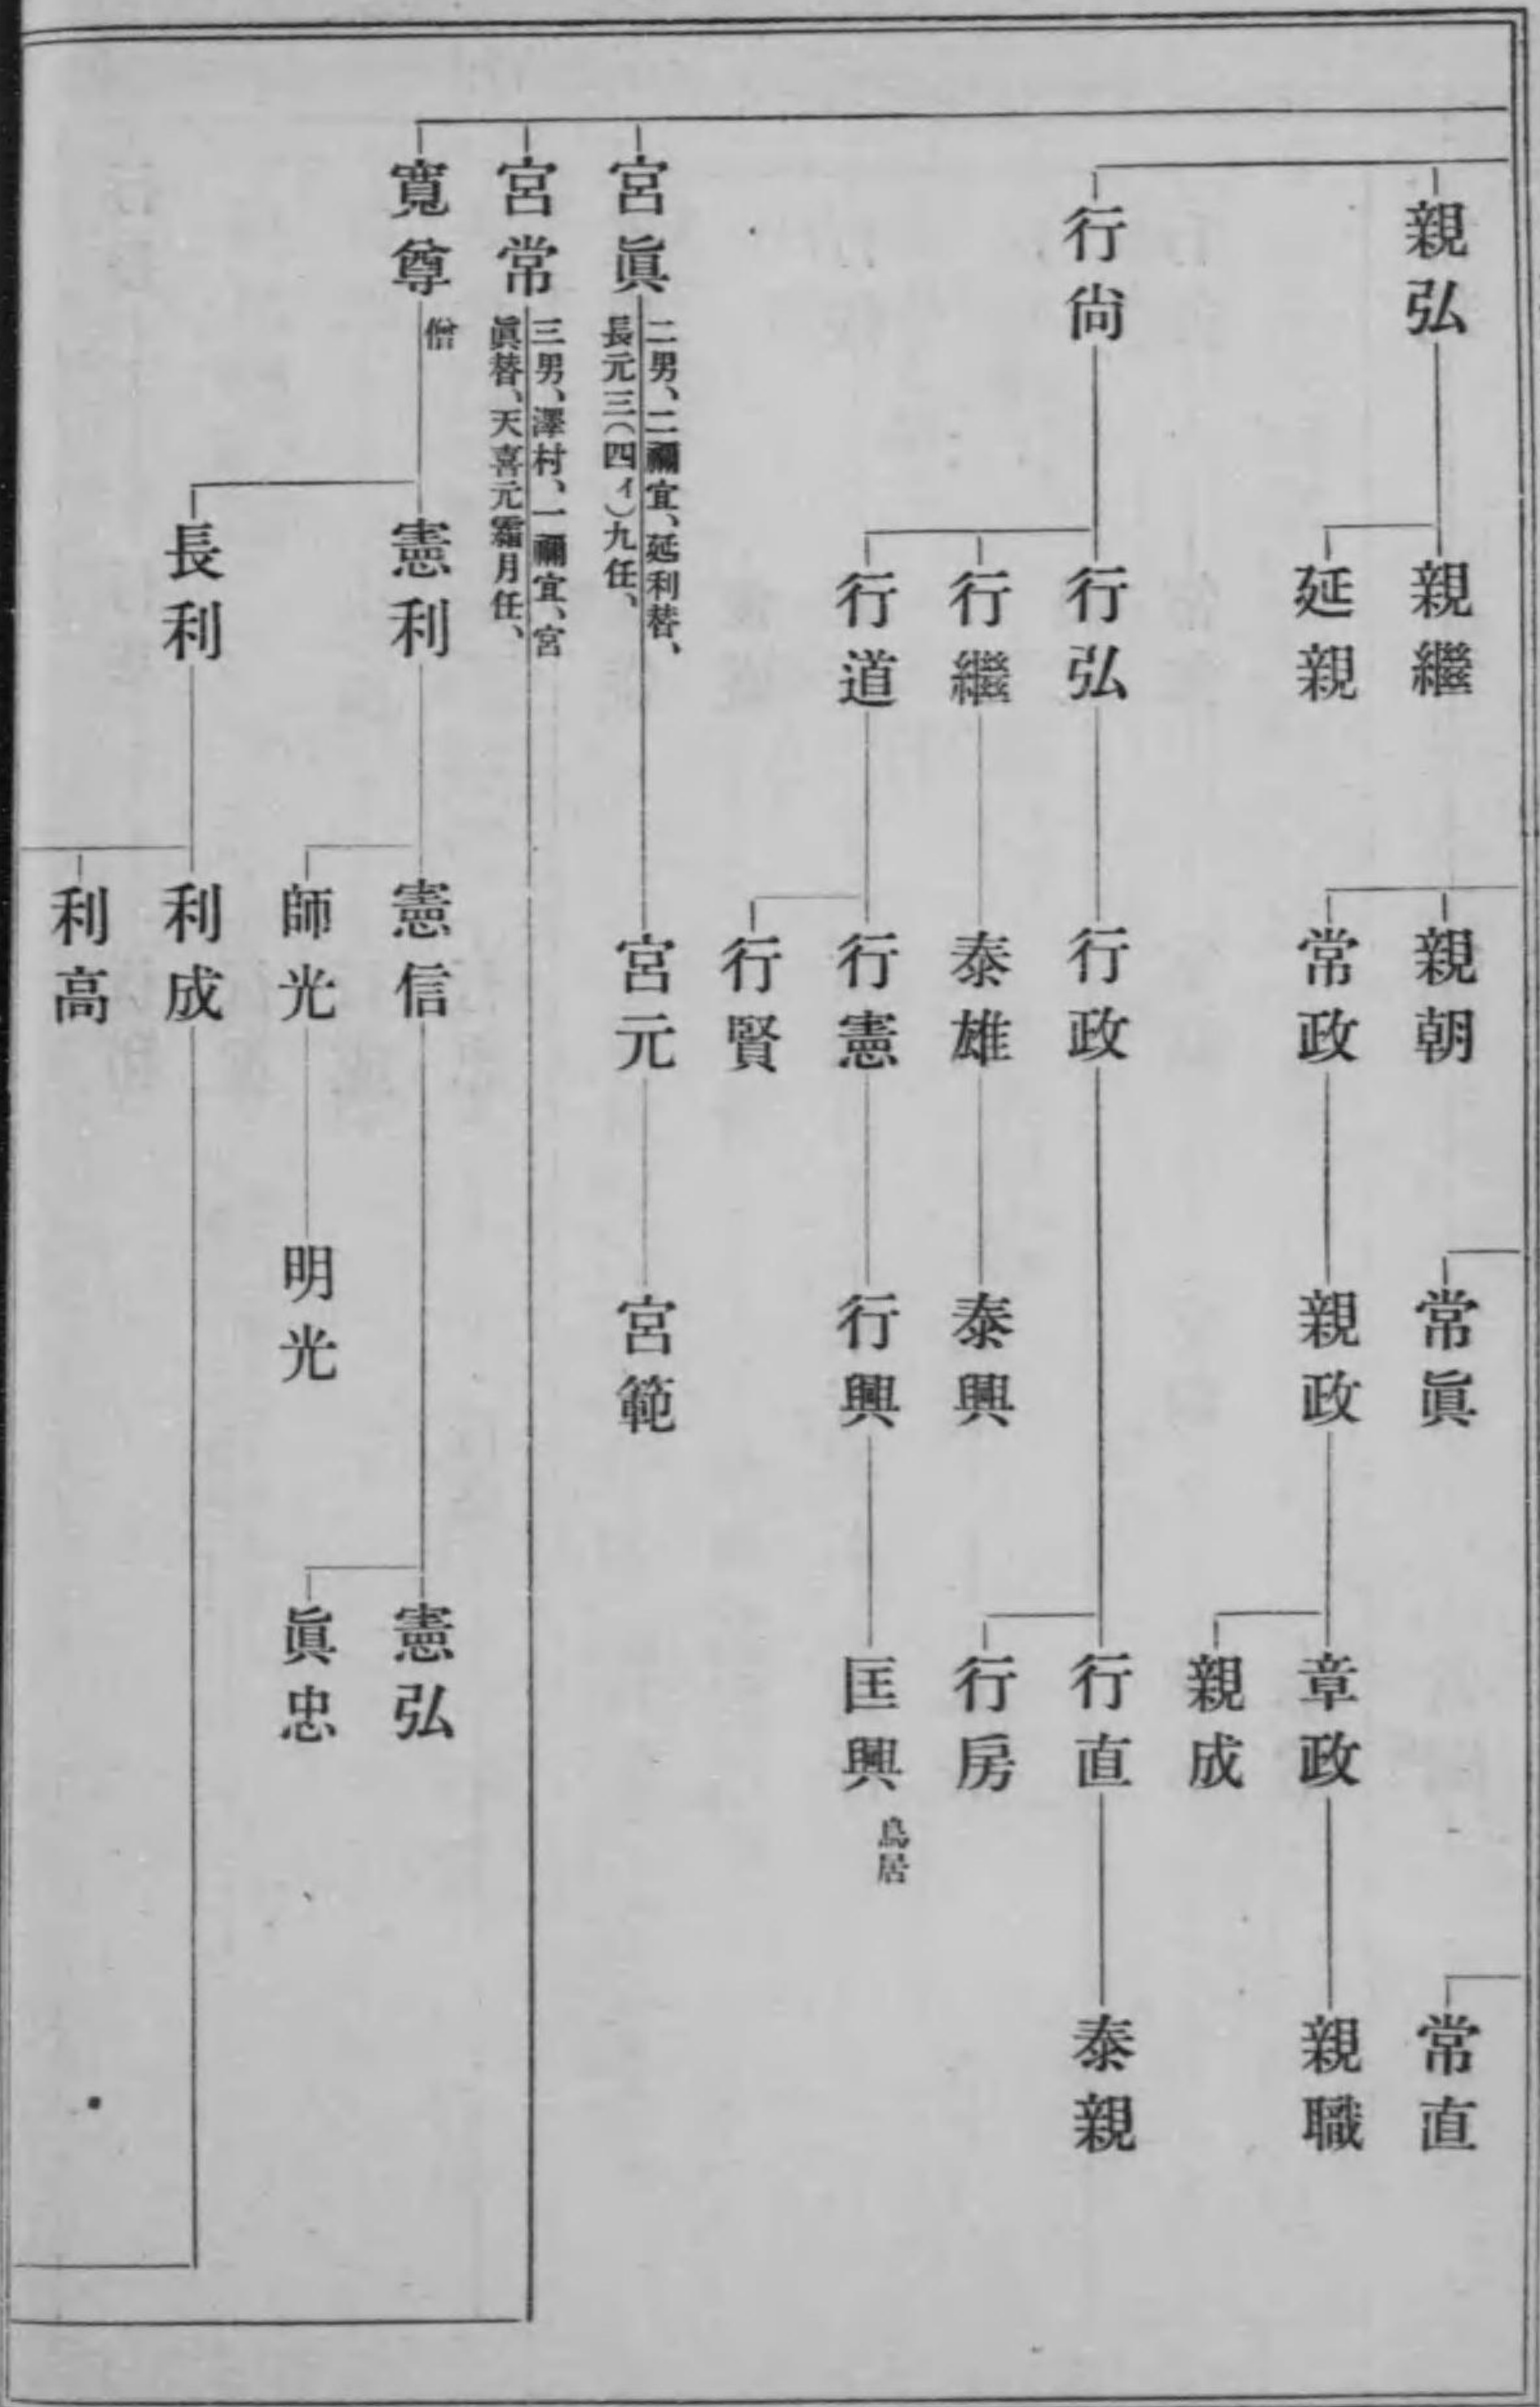 親弘
親繼
延親
親朝
常政
常眞
親政
章政
親成
常直
親職
行尙
行弘
行繼
行道
行政
泰雄
行憲
行賢
泰興
行興
行直
行房
匡興 鳥居
泰親
宮眞 二男、二禰宜、延利替、
長元三(四イ)九任、
宮元
宮範
宮常 三男、澤村、一禰宜、宮
眞替、天喜元霜月任、
寬尊 僧
憲利
長利
憲信
師光
利成
利高
明光
憲弘
眞忠